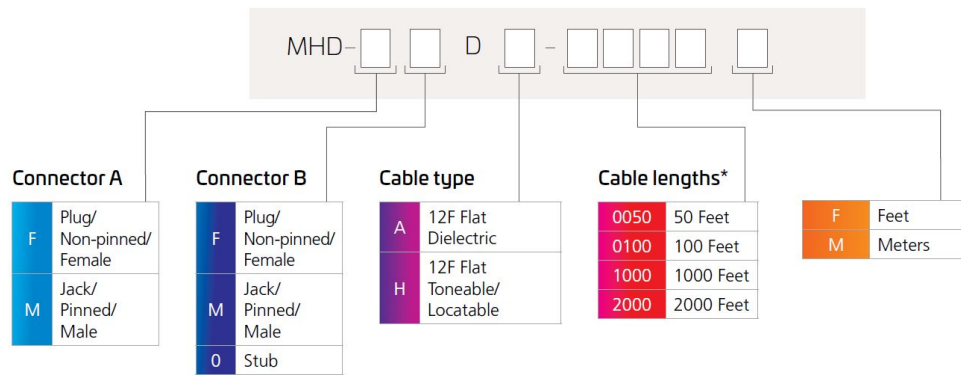 MHD- D -
Connector A
F
Plug/
Non-pinned/
Female
M
Jack/
Pinned/
Male
Connector B
F
Plug/
Non-pinned/
Female
M
Jack/
Pinned/
Male
0 Stub
Cable type
A
12F Flat
Dielectric
H
12F Flat
Toneable/
Locatable
Cable lengths*
0050 50 Feet
0100 100 Feet
1000 1000 Feet
2000 2000 Feet
F Feet
M Meters